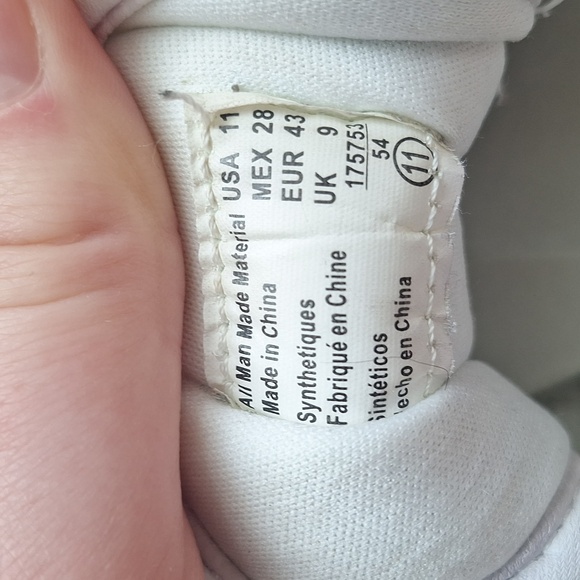 USA 11
MEX 28
EUR 43
UK 9
175753
54
11
All Man Made Material
Made in China
Synthetiques
Fabriqué en Chine
Sintéticos
echo en China